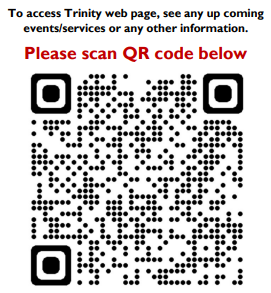 To access Trinity web page, see any up coming
events/services or any other information.
Please scan QR code below